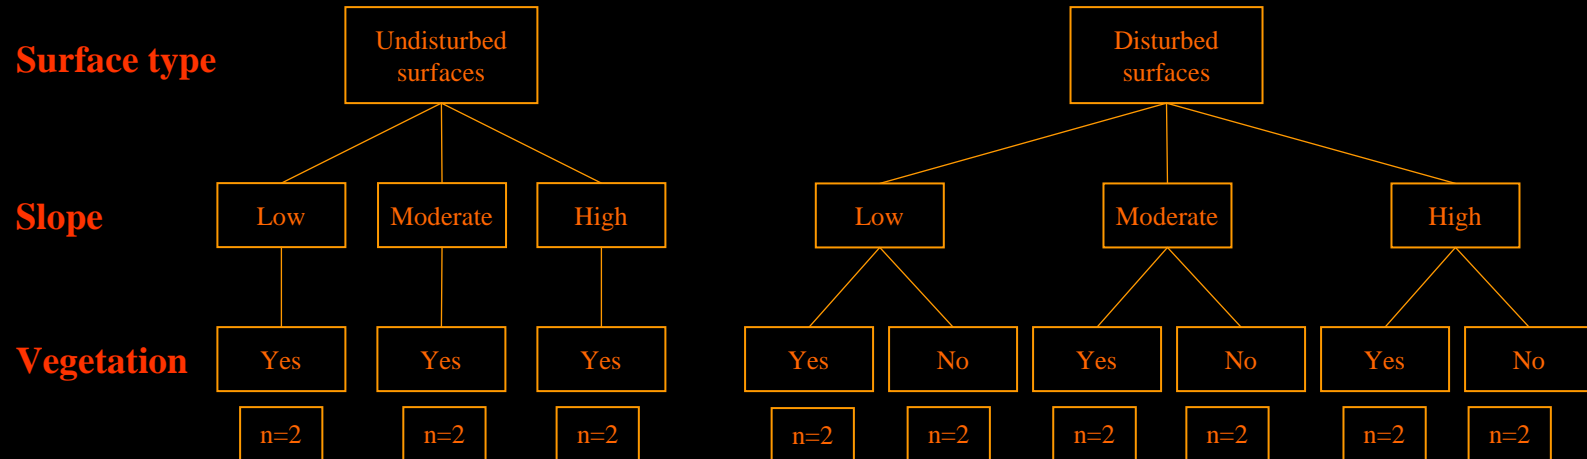 Surface type
Undisturbed
surfaces
Disturbed
surfaces
Slope
Low
Moderate
High
Low
Moderate
High
Vegetation
Yes
Yes
Yes
Yes
No
Yes
No
Yes
No
n=2
n=2
n=2
n=2
n=2
n=2
n=2
n=2
n=2